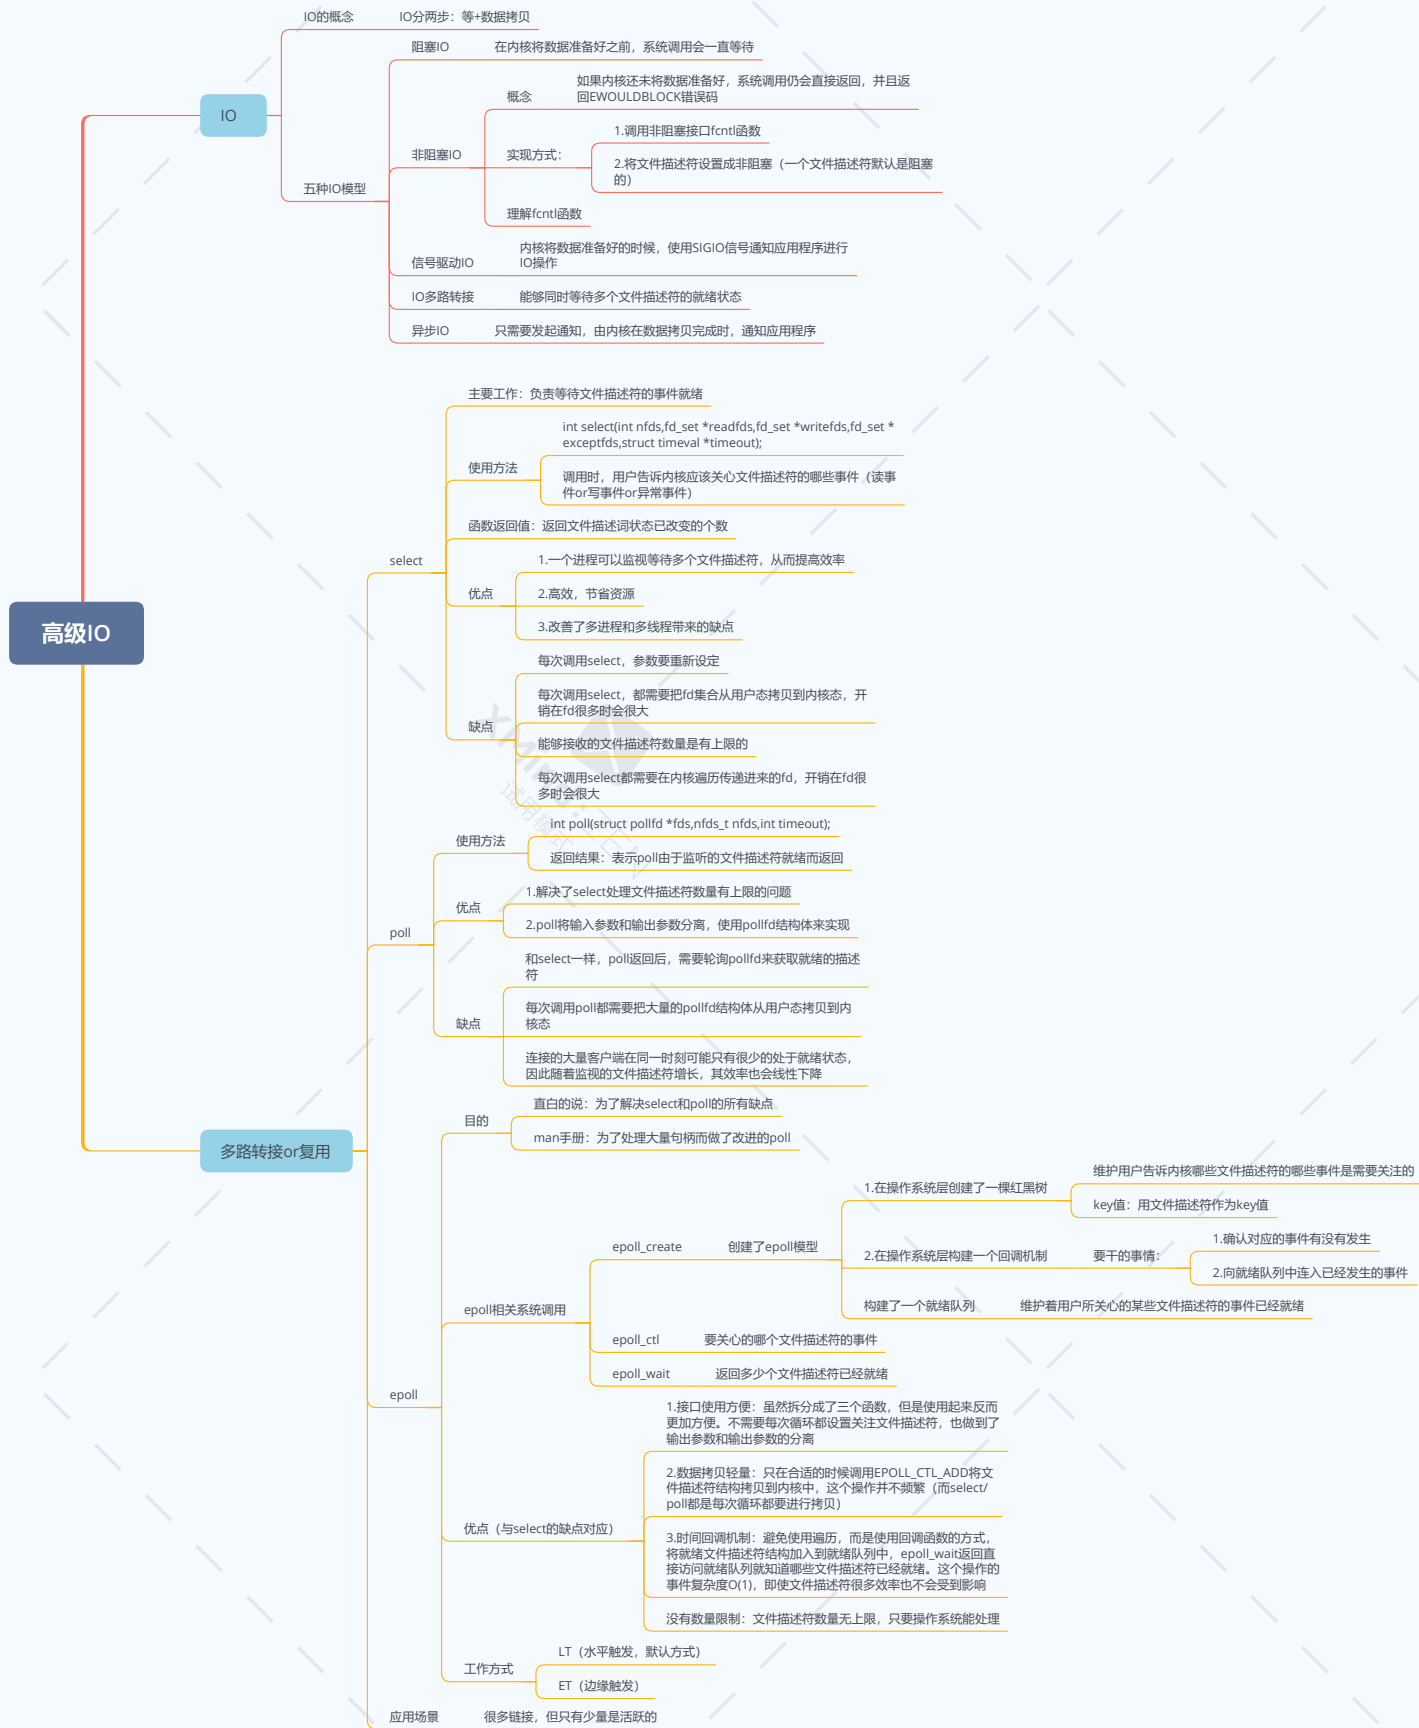 IO的概念
IO分两步：等+数据拷贝
阻塞IO
在内核将数据准备好之前，系统调用会一直等待
如果内核还未将数据准备好，系统调用仍会直接返回，并且返
概念
回EWOULDBLOCK错误码
IO
1.调用非阻塞接口fcntl函数
非阻塞IO
实现方式：
2.将文件描述符设置成非阻塞（一个文件描述符默认是阻塞
的）
五种IO模型
理解fcntl函数
内核将数据准备好的时候，使用SIGIO信号通知应用程序进行
信号驱动IO
IO操作
IO多路转接
能够同时等待多个文件描述符的就绪状态
异步IO
只需要发起通知，由内核在数据拷贝完成时，通知应用程序
主要工作：负责等待文件描述符的事件就绪
int select(int nfds,fd_set *readfds,fd_set *writefds,fd_set *
exceptfds,struct timeval *timeout);
使用方法
调用时，用户告诉内核应该关心文件描述符的哪些事件（读事
件or写事件or异常事件）
函数返回值：返回文件描述词状态已改变的个数
select
1.一个进程可以监视等待多个文件描述符，从而提高效率
优点
2.高效，节省资源
3.改善了多进程和多线程带来的缺点
高级IO
每次调用select，参数要重新设定
每次调用select，都需要把fd集合从用户态拷贝到内核态，开
销在fd很多时会很大
缺点
能够接收的文件描述符数量是有上限的
每次调用select都需要在内核遍历传递进来的fd，开销在fd很
多时会很大
XMind:ZEN
试用模式
int poll(struct pollfd *fds,nfds_t nfds,int timeout);
使用方法
返回结果：表示poll由于监听的文件描述符就绪而返回
1.解决了select处理文件描述符数量有上限的问题
优点
2.poll将输入参数和输出参数分离，使用pollfd结构体来实现
poll
和select一样，poll返回后，需要轮询pollfd来获取就绪的描述
符
每次调用poll都需要把大量的pollfd结构体从用户态拷贝到内
核态
缺点
连接的大量客户端在同一时刻可能只有很少的处于就绪状态，
因此随着监视的文件描述符增长，其效率也会线性下降
直白的说：为了解决select和poll的所有缺点
目的
man手册：为了处理大量句柄而做了改进的poll
多路转接or复用
维护用户告诉内核哪些文件描述符的哪些事件是需要关注的
1.在操作系统层创建了一棵红黑树
key值：用文件描述符作为key值
epoll_create
创建了epoll模型
1.确认对应的事件有没有发生
2.在操作系统层构建一个回调机制
要干的事情：
2.向就绪队列中连入已经发生的事件
构建了一个就绪队列
维护着用户所关心的某些文件描述符的事件已经就绪
epoll相关系统调用
epoll_ctl
要关心的哪个文件描述符的事件
epoll_wait
返回多少个文件描述符已经就绪
epoll
1.接口使用方便：虽然拆分成了三个函数，但是使用起来反而
更加方便。不需要每次循环都设置关注文件描述符，也做到了
输出参数和输出参数的分离
2.数据拷贝轻量：只在合适的时候调用EPOLL_CTL_ADD将文
件描述符结构拷贝到内核中，这个操作并不频繁（而select/
poll都是每次循环都要进行拷贝）
优点（与select的缺点对应）
3.时间回调机制：避免使用遍历，而是使用回调函数的方式，
将就绪文件描述符结构加入到就绪队列中，epoll_wait返回直
接访问就绪队列就知道哪些文件描述符已经就绪。这个操作的
事件复杂度O(1)，即使文件描述符很多效率也不会受到影响
没有数量限制：文件描述符数量无上限，只要操作系统能处理
LT（水平触发，默认方式）
工作方式
ET（边缘触发）
应用场景
很多链接，但只有少量是活跃的